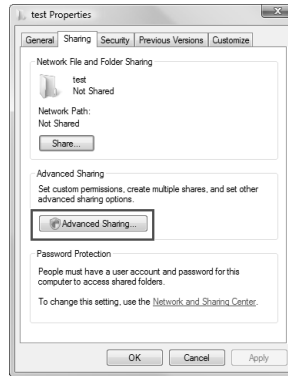 test Properties
General Sharing Security Previous Versions Customize
Network File and Folder Sharing
test
Not Shared
Network Path:
Not Shared
Share...
Advanced Sharing
Set custom permissions, create multiple shares, and set other
advanced sharing options.
Advanced Sharing...
Password Protection
People must have a user account and password for this
computer to access shared folders.
To change this setting, use the Network and Sharing Center.
OK Cancel Apply